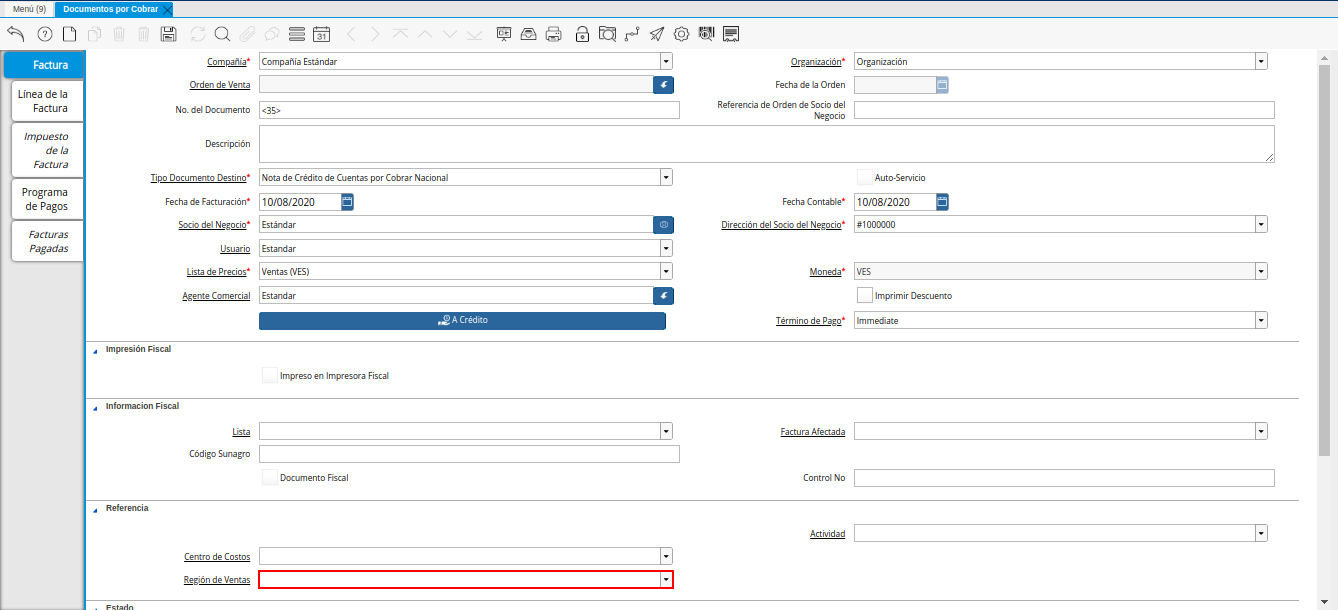 Menú (9) Documentos por Cobrar
31
Factura
Línea de la
Factura
Impuesto
de la
Factura
Programa
de Pagos
Facturas
Pagadas
Compañía* Compañía Estándar Organización* Organización
Orden de Venta Fecha de la Orden
No. del Documento <35> Referencia de Orden de Socio del
Negocio
Descripción
Tipo Documento Destino* Nota de Crédito de Cuentas por Cobrar Nacional Auto-Servicio
Fecha de Facturación* 10/08/2020 Fecha Contable* 10/08/2020
Socio del Negocio* Estándar Dirección del Socio del Negocio* #1000000
Usuario Estandar
Lista de Precios* Ventas (VES) Moneda* VES
Agente Comercial Estandar Imprimir Descuento
A Crédito Término de Pago* Immediate
Impresión Fiscal
Impreso en Impresora Fiscal
Informacion Fiscal
Lista Factura Afectada
Código Sunagro
Documento Fiscal Control No
Referencia
Actividad
Centro de Costos
Región de Ventas
Estado